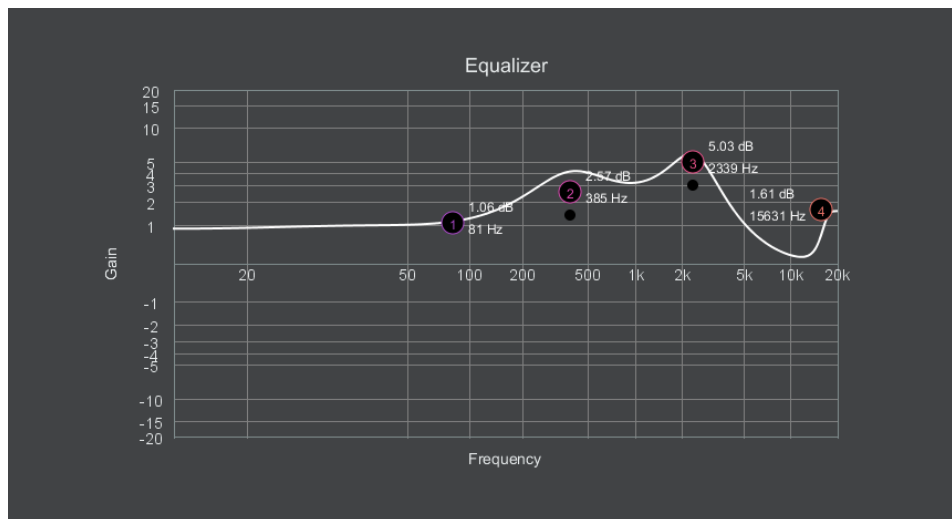 Equalizer
20
15
10
5
4
3
2
1
-1
-2
-3
-4
-5
-10
-15
-20
Gain
20 50 100 200 500 1k 2k 5k 10k 20k
1
1.06 dB
81 Hz
2
2.57 dB
385 Hz
3
5.03 dB
2339 Hz
4
1.61 dB
15631 Hz
Frequency